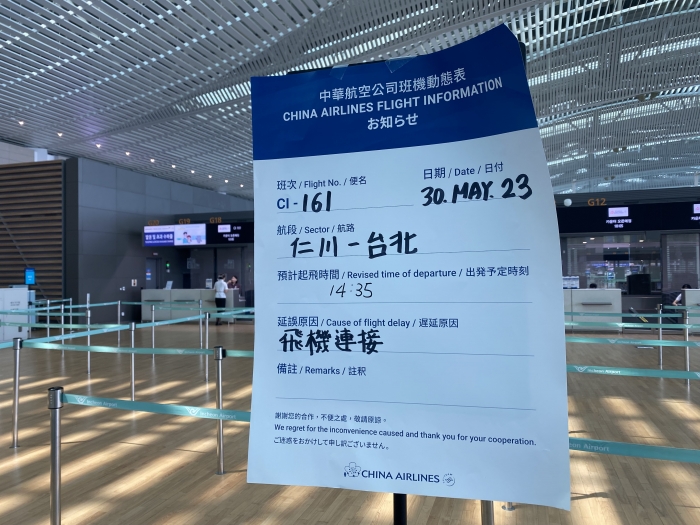 中華航空公司班機動態表
CHINA AIRLINES FLIGHT INFORMATION
お知らせ
班次 / Flight No. / 便名
CI - 161
日期 / Date / 日付
30. MAY. 23
航段 / Sector / 航路
仁川 - 台北
預計起飛時間 / Revised time of departure / 出発予定時刻
14:35
延誤原因 / Cause of flight delay / 遅延原因
飛機連接
備註 / Remarks / 註釈
謝謝您的合作,不便之處,敬請原諒。
We regret for the inconvenience caused and thank you for your cooperation.
ご迷惑をおかけして申し訳ございません。
CHINA AIRLINES
G12
G18
Incheon Airport